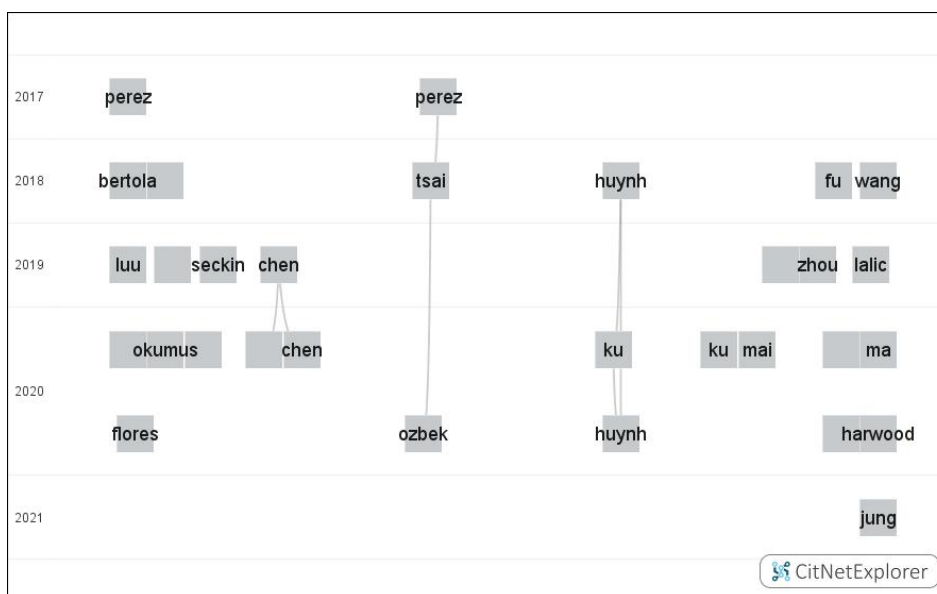 2017 perez perez
2018 bertola tsai huynh fu wang
2019 luu seckin chen zhou lalic
okumus chen ku ku mai ma
2020
flores ozbek huynh harwood
2021 jung
CitNetExplorer